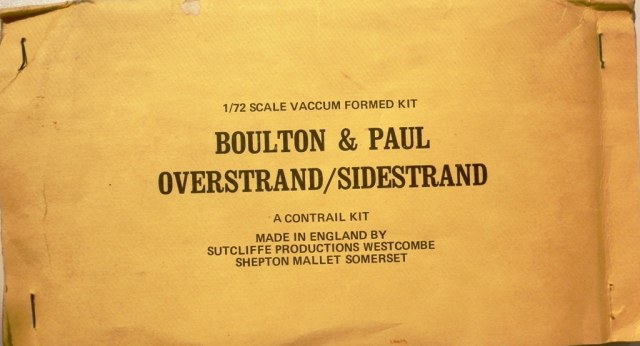 1/72 SCALE VACCUM FORMED KIT
BOULTON & PAUL
OVERSTRAND/SIDESTRAND
A CONTRAIL KIT
MADE IN ENGLAND BY
SUTCLIFFE PRODUCTIONS WESTCOMBE
SHEPTON MALLET SOMERSET